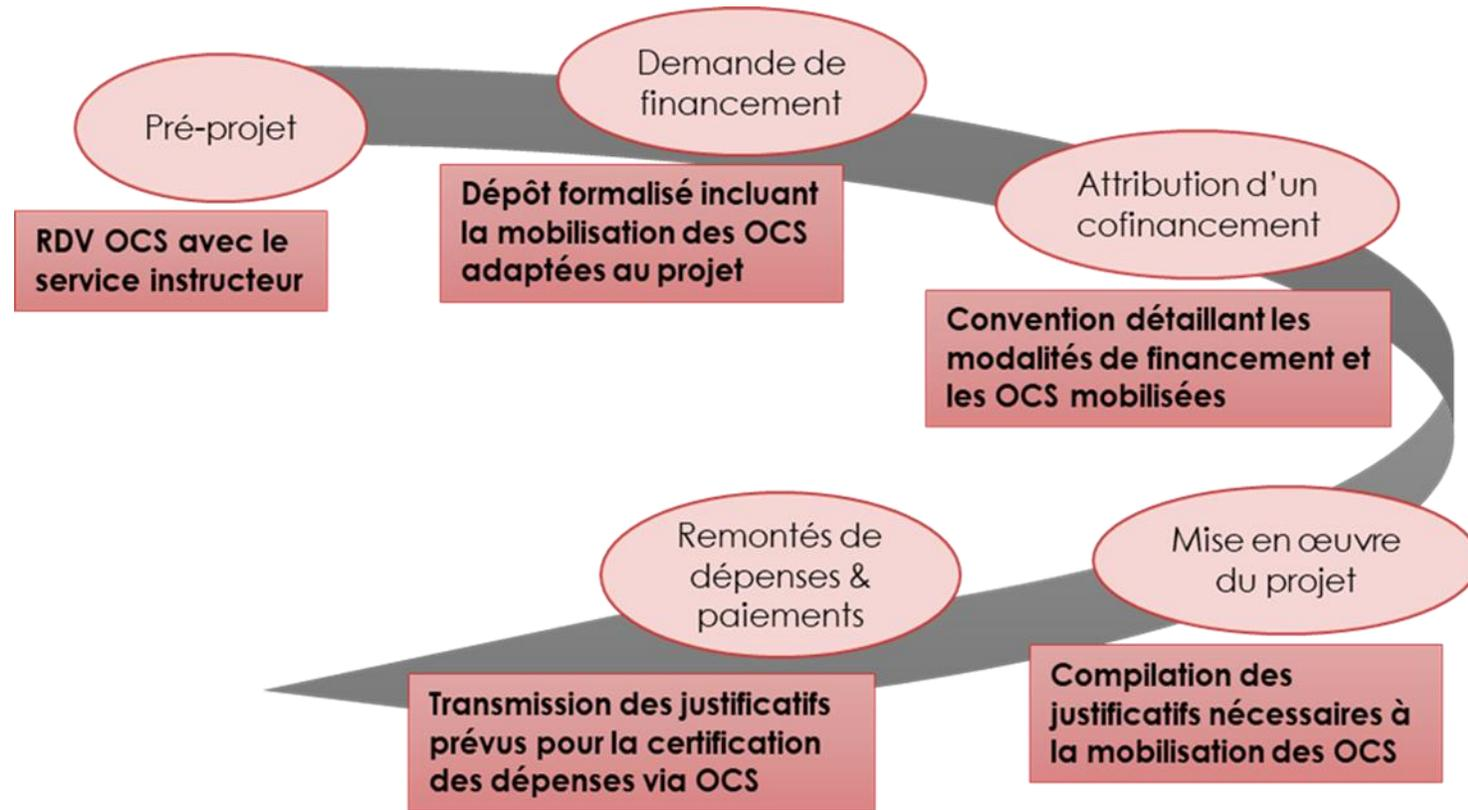 Pré-projet
RDV OCS avec le
service instructeur
Demande de
financement
Dépôt formalisé incluant
la mobilisation des OCS
adaptées au projet
Attribution d'un
cofinancement
Convention détaillant les
modalités de financement et
les OCS mobilisées
Mise en œuvre
du projet
Compilation des
justificatifs nécessaires à
la mobilisation des OCS
Remontés de
dépenses &
paiements
Transmission des justificatifs
prévus pour la certification
des dépenses via OCS